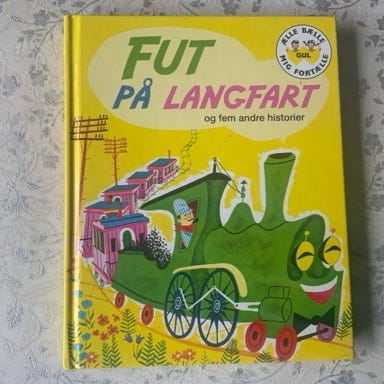 FUT
PÅ LANGFART
og fem andre historier
ÆLLE BÆLLE
GUL
MIG FORTÆLLE